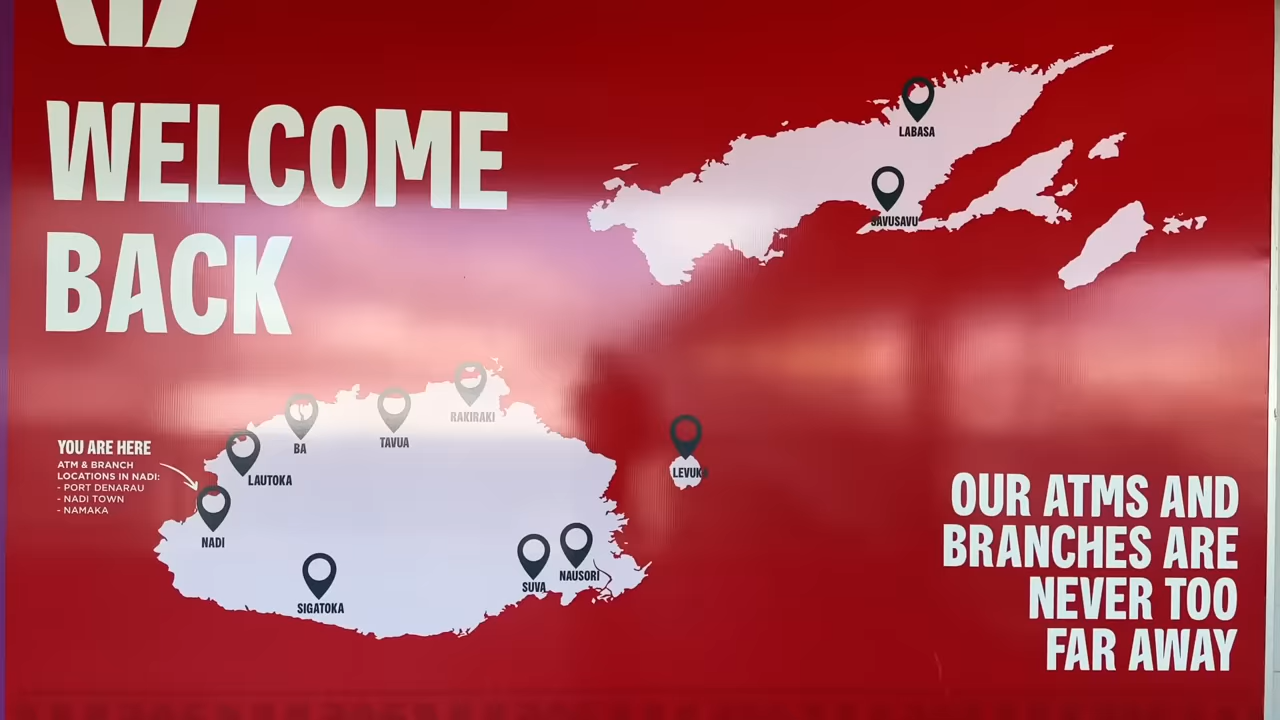 WELCOME
BACK
LABASA
SAVUSAVU
RAKIRAKI
TAVUA
BA
LAUTOKA
YOU ARE HERE
ATM & BRANCH
LOCATIONS IN NADI:
- PORT DENARAU
- NADI TOWN
- NAMAKA
NADI
LEVUKA
SIGATOKA
SUVA
NAUSORI
OUR ATMS AND
BRANCHES ARE
NEVER TOO
FAR AWAY